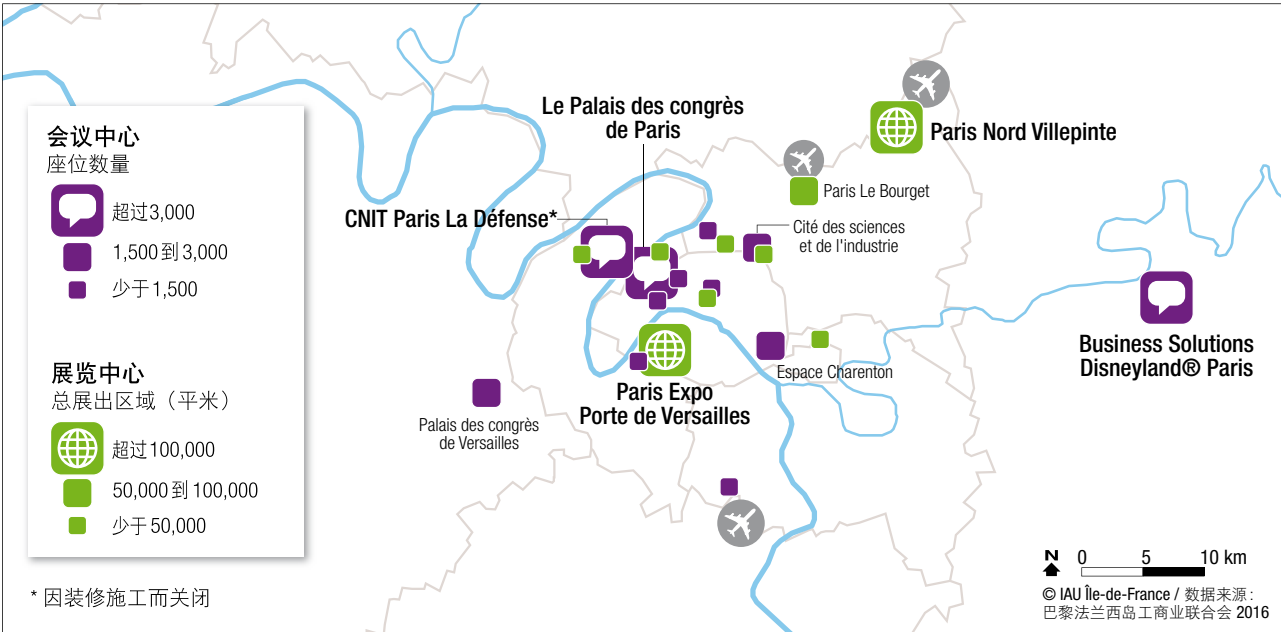 会议中心
座位数量
超过3,000
1,500到3,000
少于1,500
展览中心
总展出区域（平米）
超过100,000
50,000到100,000
少于50,000
* 因装修施工而关闭
Le Palais des congrès
de Paris
CNIT Paris La Défense*
Paris Nord Villepinte
Paris Le Bourget
Cité des sciences
et de l'industrie
Business Solutions
Disneyland® Paris
Espace Charenton
Paris Expo
Porte de Versailles
Palais des congrès
de Versailles
N 0 5 10 km
© IAU Île-de-France / 数据来源：
巴黎法兰西岛工商业联合会 2016